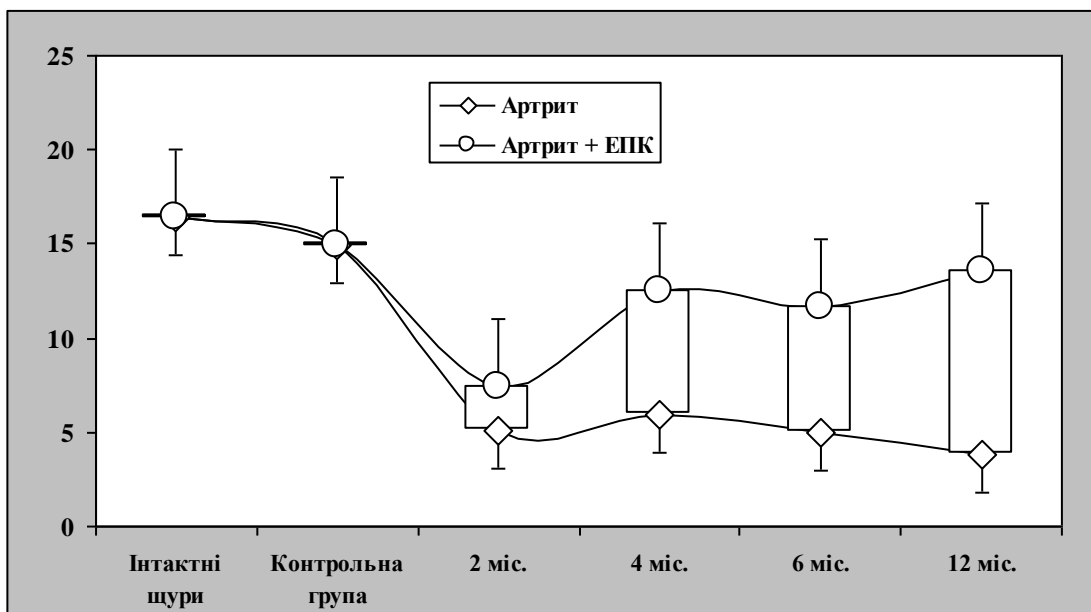 25
20
15
10
5
0
Артрит
Артрит + ЕПК
Інтактні
щури
Контрольна
група
2 міс.
4 міс.
6 міс.
12 міс.